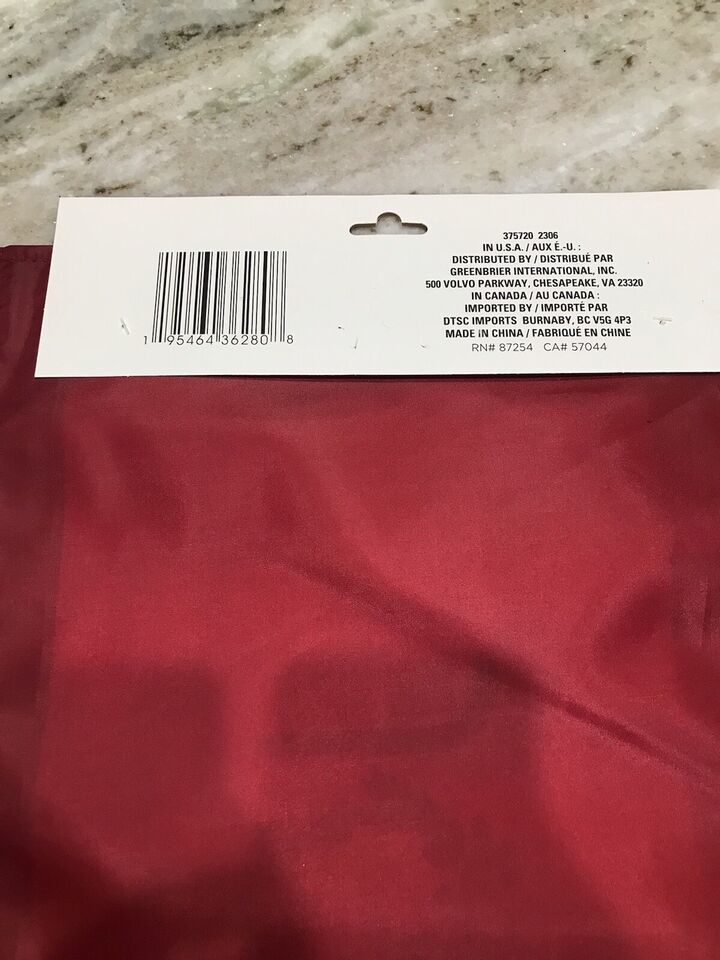 1 95464 36280 8
375720 2306
IN U.S.A. / AUX É.-U. :
DISTRIBUTED BY / DISTRIBUÉ PAR
GREENBRIER INTERNATIONAL, INC.
500 VOLVO PARKWAY, CHESAPEAKE, VA 23320
IN CANADA / AU CANADA :
IMPORTED BY / IMPORTÉ PAR
DTSC IMPORTS BURNABY, BC V5G 4P3
MADE IN CHINA / FABRIQUÉ EN CHINE
RN# 87254 CA# 57044